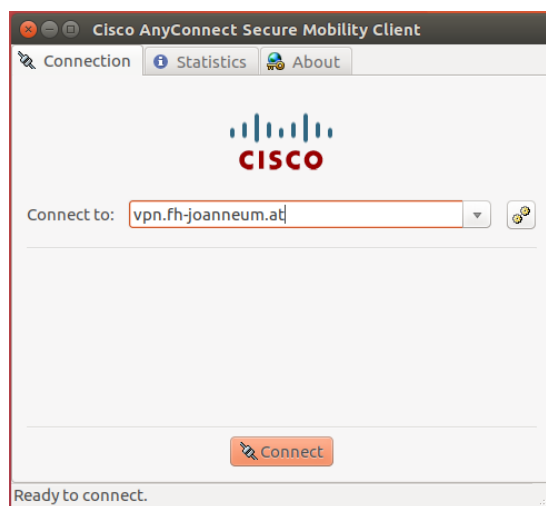 Cisco AnyConnect Secure Mobility Client
Connection Statistics About
CISCO
Connect to: vpn.fh-joanneum.at
Connect
Ready to connect.